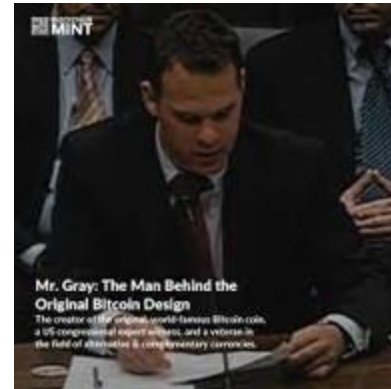 MINT
Mr. Gray: The Man Behind the
Original Bitcoin Design
The creator of the original, world-famous Bitcoin coin,
a US congressional expert witness, and a veteran in
the field of alternative & complimentary currencies.